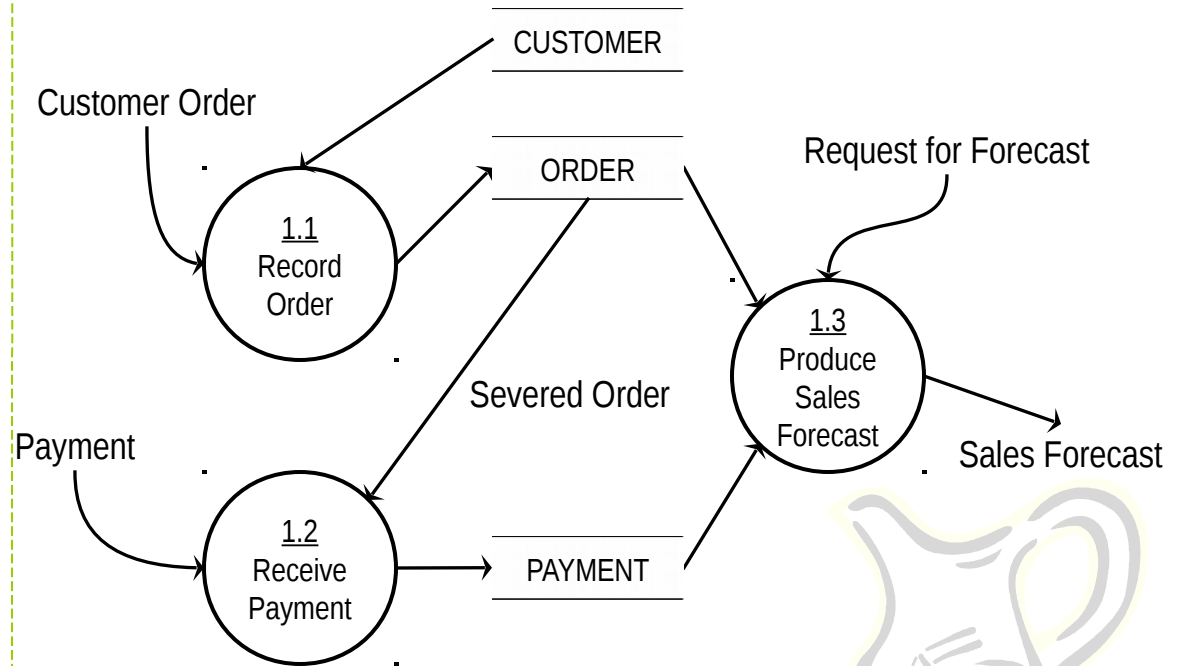 CUSTOMER
Customer Order
ORDER
Request for Forecast
1.1
Record
Order
1.3
Produce
Sales
Forecast
Severed Order
Payment
Sales Forecast
1.2
Receive
Payment
PAYMENT